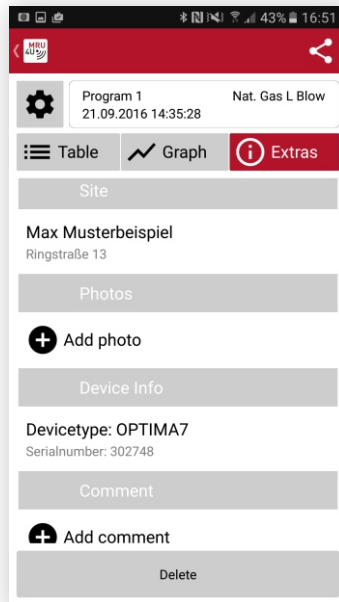 43% 16:51
MRU
4U
Program 1 Nat. Gas L Blow
21.09.2016 14:35:28
Table Graph Extras
Site
Max Musterbeispiel
Ringstraße 13
Photos
Add photo
Device Info
Devicetype: OPTIMA7
Serialnumber: 302748
Comment
Add comment
Delete